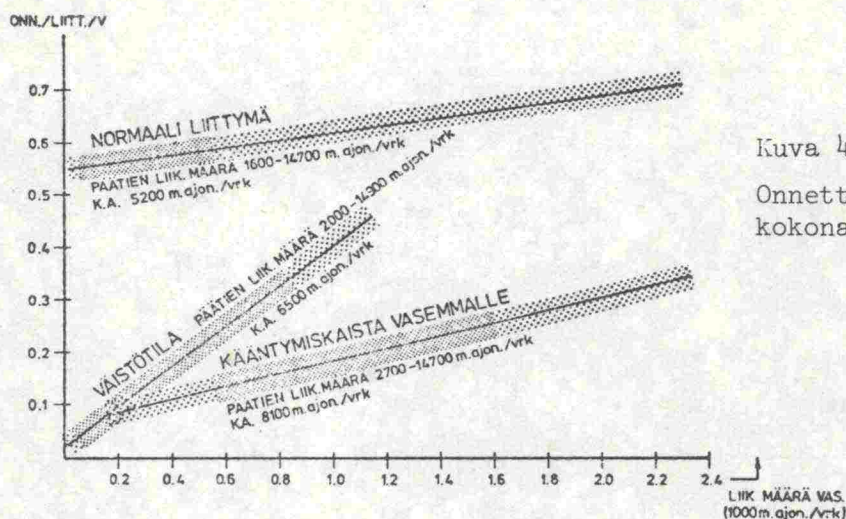 ONN./LIITT./V
0.7
0.6
0.5
0.4
0.3
0.2
0.1
NORMAALI LIITTYMÄ
PÄÄTIEN LIIK. MÄÄRÄ 1600-14700 m. ajon./vrk
K.A. 5200 m.ajon./vrk
VÄISTÖTILA PÄÄTIEN LIIK MÄÄRÄ 2000-14300 m.ajon./vrk
K.A. 6500 m.ajon./vrk
KÄÄNTYMISKAISTA VASEMMALLE
PÄÄTIEN LIIK.MÄÄRÄ 2700-14700 m.ajon./vrk
K.A. 8100 m.ajon./vrk
0.2 0.4 0.6 0.8 1.0 1.2 1.4 1.6 1.8 2.0 2.2 2.4
LIIK MÄÄRÄ VAS.
(1000 m.ajon./vrk)
Kuva 4
Onnett
kokona